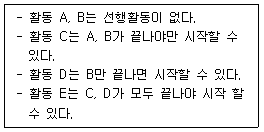 - 활동 A, B는 선행활동이 없다.
- 활동 C는 A, B가 끝나야만 시작할 수
있다.
- 활동 D는 B만 끝나면 시작할 수 있다.
- 활동 E는 C, D가 모두 끝나야 시작 할
수 있다.